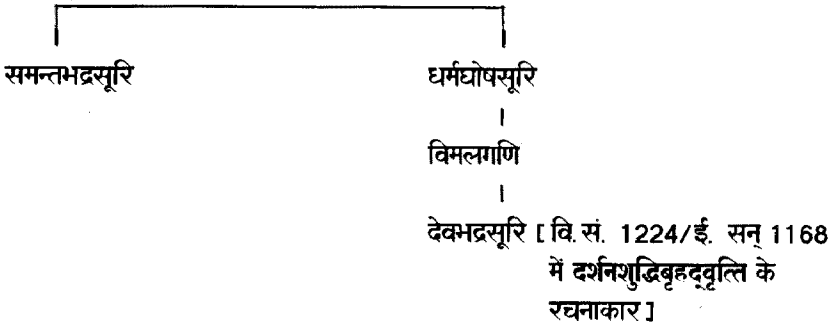 समन्तभद्रसूरि धर्मघोषसूरि
विमलगणि
देवभद्रसूरि [वि.सं. 1224/ई. सन् 1168
में दर्शनशुद्धिबृहद्वृत्ति के
रचनाकार]